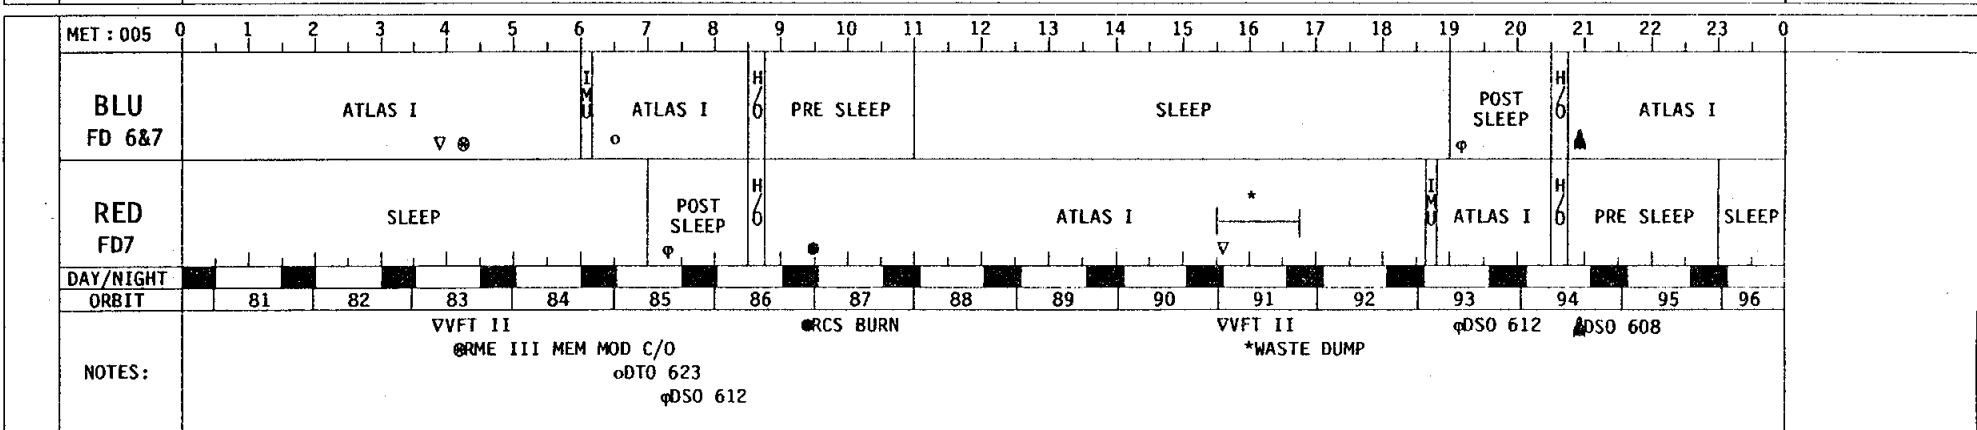 MET : 005 0 1 2 3 4 5 6 7 8 9 10 11 12 13 14 15 16 17 18 19 20 21 22 23 0
BLU
FD 6&7
ATLAS I IMU ATLAS I H/O PRE SLEEP SLEEP POST SLEEP H/O ATLAS I
∇ ⊛ o φ
RED
FD7
SLEEP POST SLEEP H/O ATLAS I * IMU ATLAS I H/O PRE SLEEP SLEEP
φ ● ∇
DAY/NIGHT
ORBIT 81 82 83 84 85 86 87 88 89 90 91 92 93 94 95 96
NOTES:
∇VFT II ●RCS BURN ∇VFT II φDSO 612 DSO 608
⊛RME III MEM MOD C/O *WASTE DUMP
oDTO 623
φDSO 612